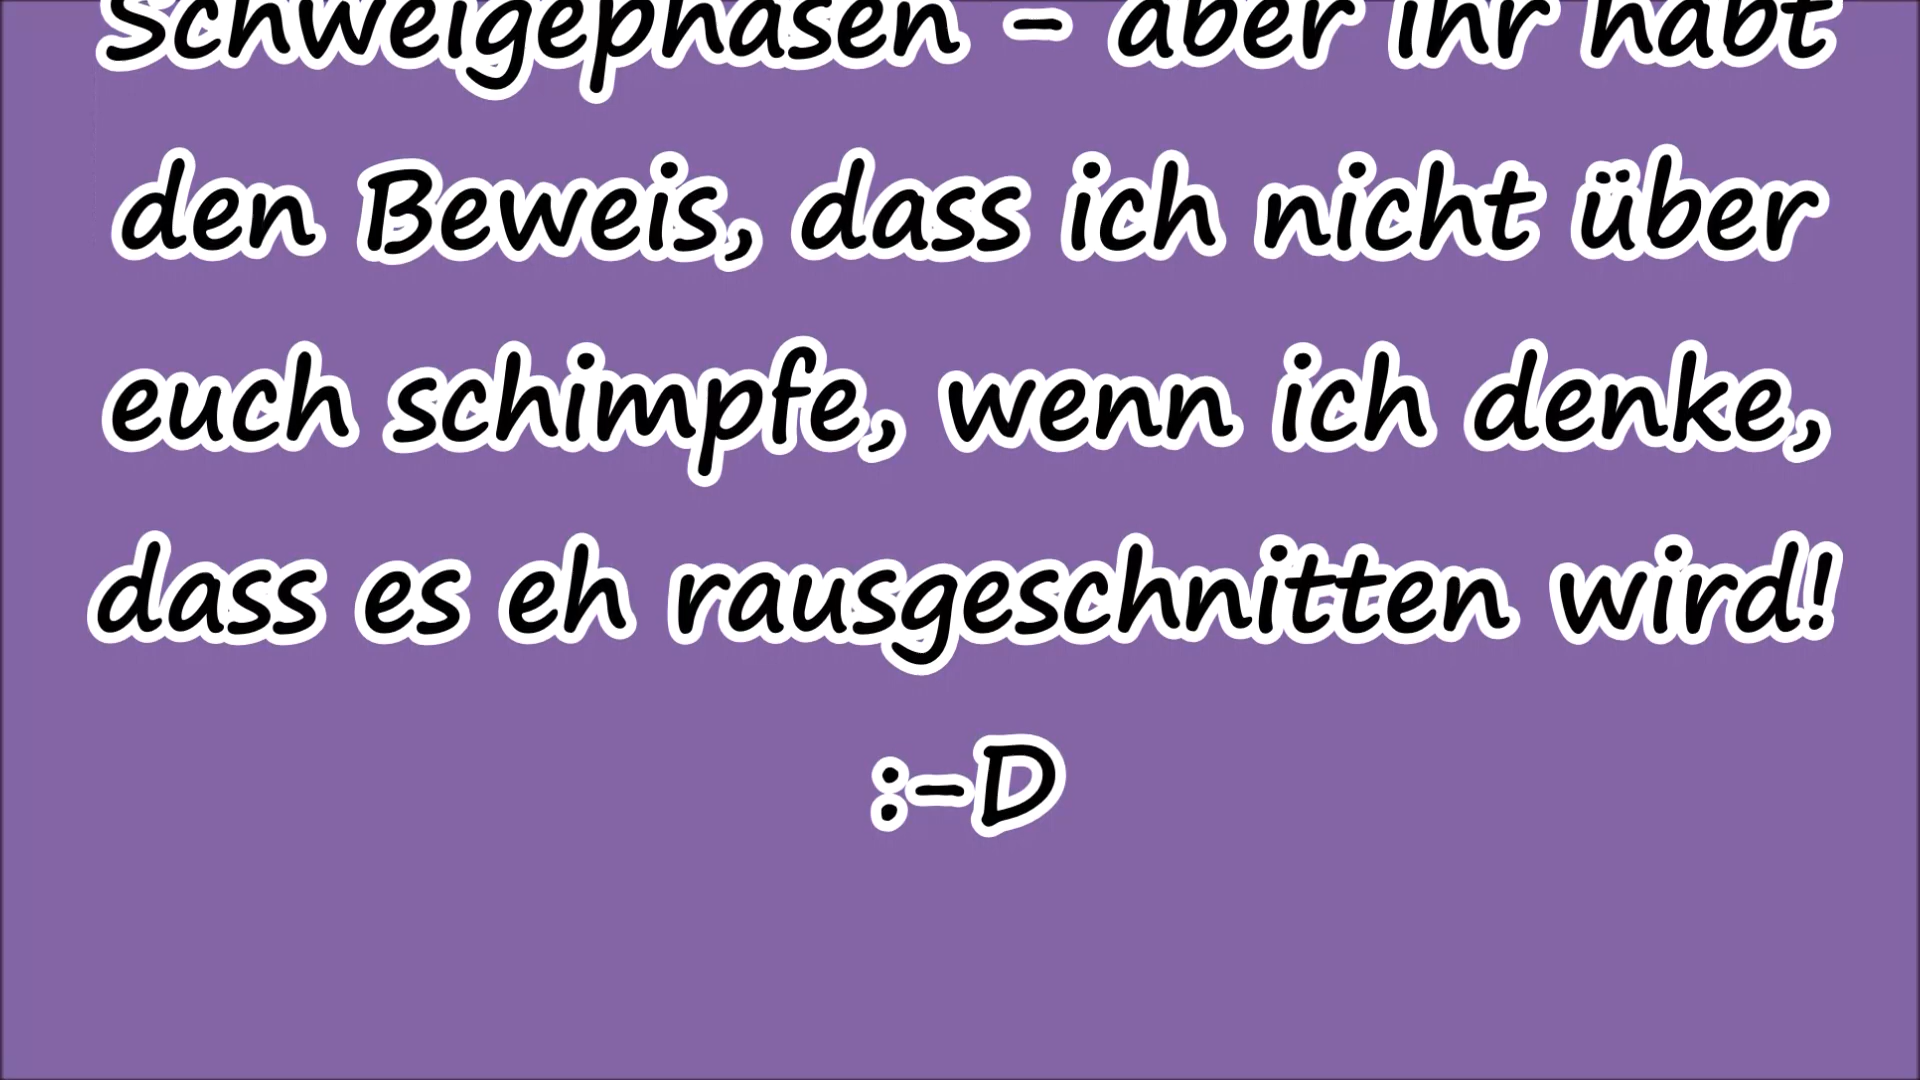 Schweigephasen - aber ihr habt
den Beweis, dass ich nicht über
euch schimpfe, wenn ich denke,
dass es eh rausgeschnitten wird!
:-D